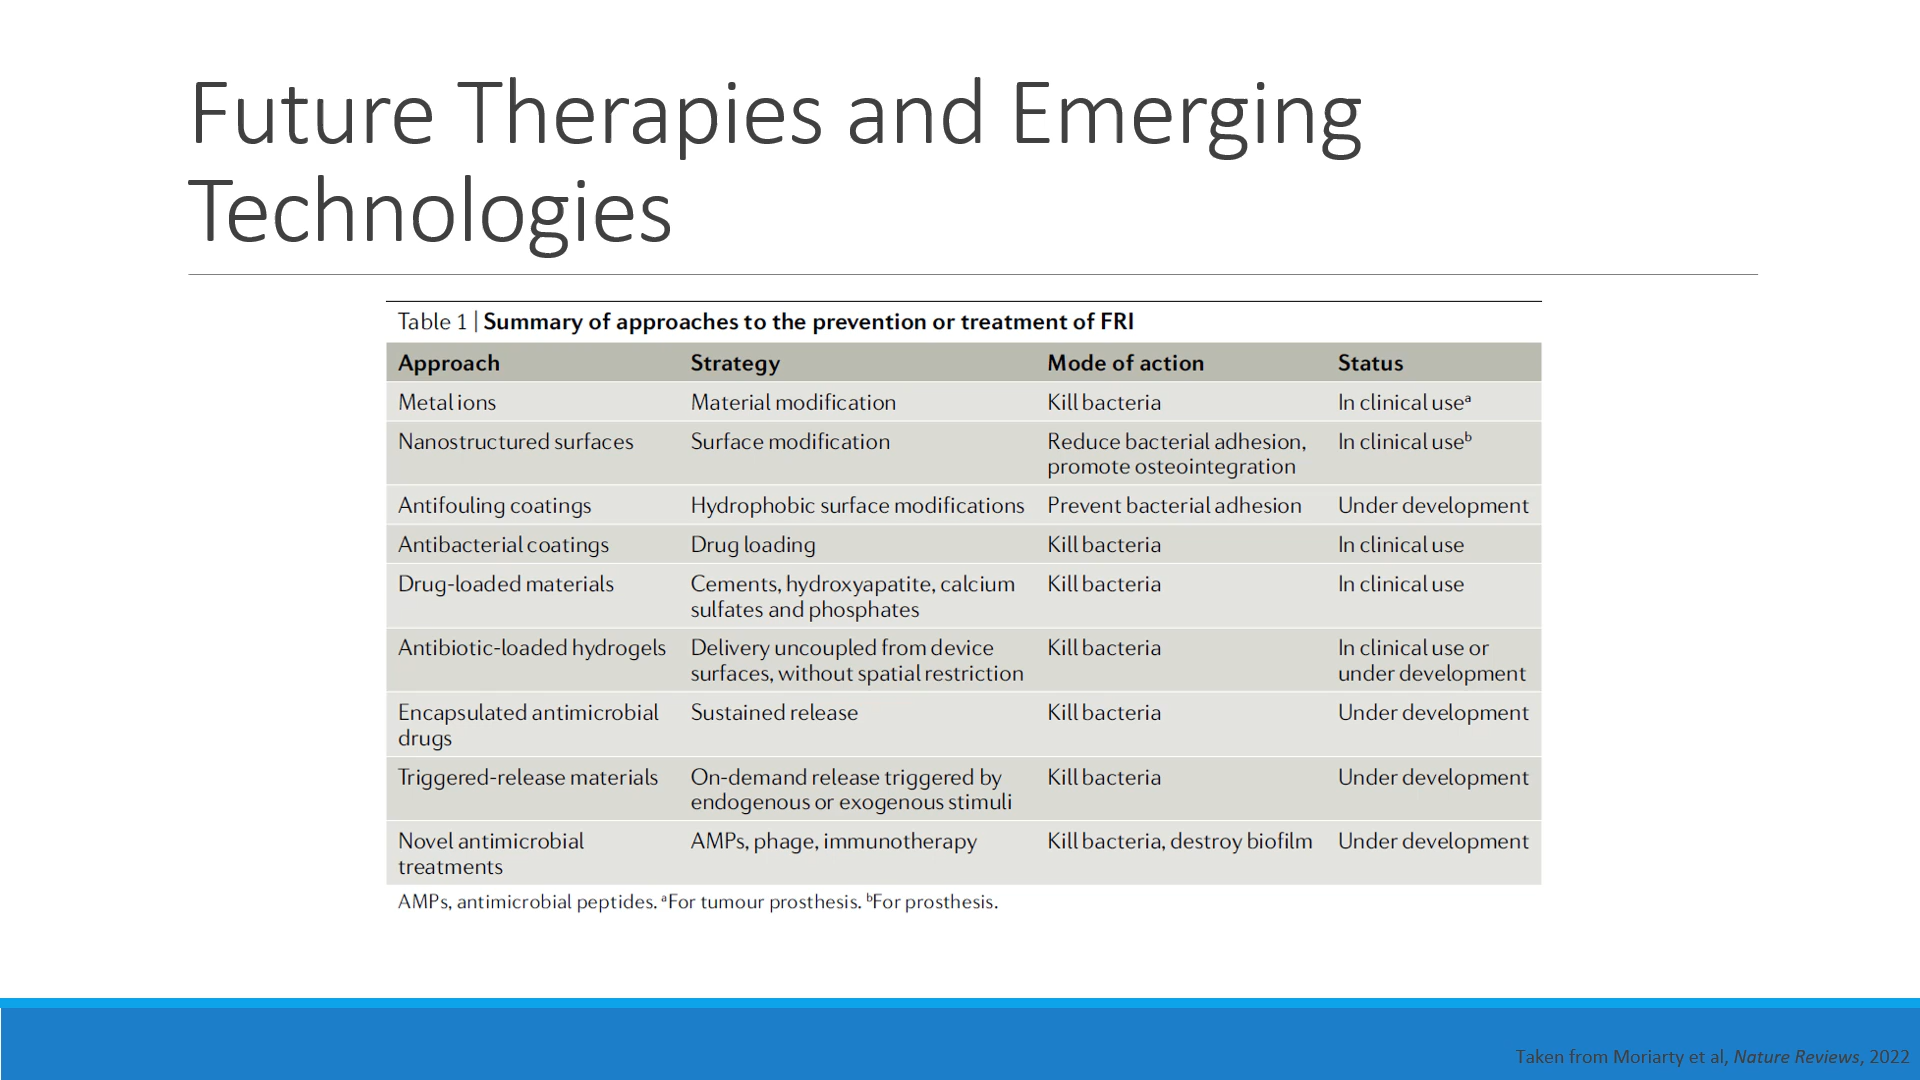 Future Therapies and Emerging
Technologies
Table 1 | Summary of approaches to the prevention or treatment of FRI
Approach Strategy Mode of action Status
Metal ions Material modification Kill bacteria In clinical useᵃ
Nanostructured surfaces Surface modification Reduce bacterial adhesion, In clinical useᵇ
promote osteointegration
Antifouling coatings Hydrophobic surface modifications Prevent bacterial adhesion Under development
Antibacterial coatings Drug loading Kill bacteria In clinical use
Drug-loaded materials Cements, hydroxyapatite, calcium Kill bacteria In clinical use
sulfates and phosphates
Antibiotic-loaded hydrogels Delivery uncoupled from device Kill bacteria In clinical use or
surfaces, without spatial restriction under development
Encapsulated antimicrobial Sustained release Kill bacteria Under development
drugs
Triggered-release materials On-demand release triggered by Kill bacteria Under development
endogenous or exogenous stimuli
Novel antimicrobial AMPs, phage, immunotherapy Kill bacteria, destroy biofilm Under development
treatments
AMPs, antimicrobial peptides. ᵃFor tumour prosthesis. ᵇFor prosthesis.
Taken from Moriarty et al, Nature Reviews, 2022